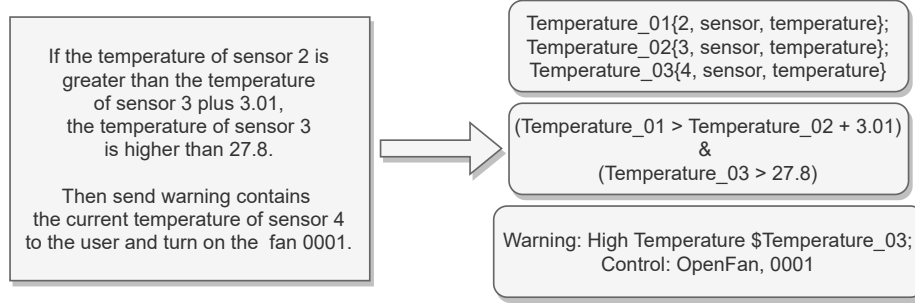 If the temperature of sensor 2 is
greater than the temperature
of sensor 3 plus 3.01,
the temperature of sensor 3
is higher than 27.8.
Then send warning contains
the current temperature of sensor 4
to the user and turn on the fan 0001.
Temperature_01{2, sensor, temperature};
Temperature_02{3, sensor, temperature};
Temperature_03{4, sensor, temperature}
(Temperature_01 > Temperature_02 + 3.01)
&
(Temperature_03 > 27.8)
Warning: High Temperature $Temperature_03;
Control: OpenFan, 0001